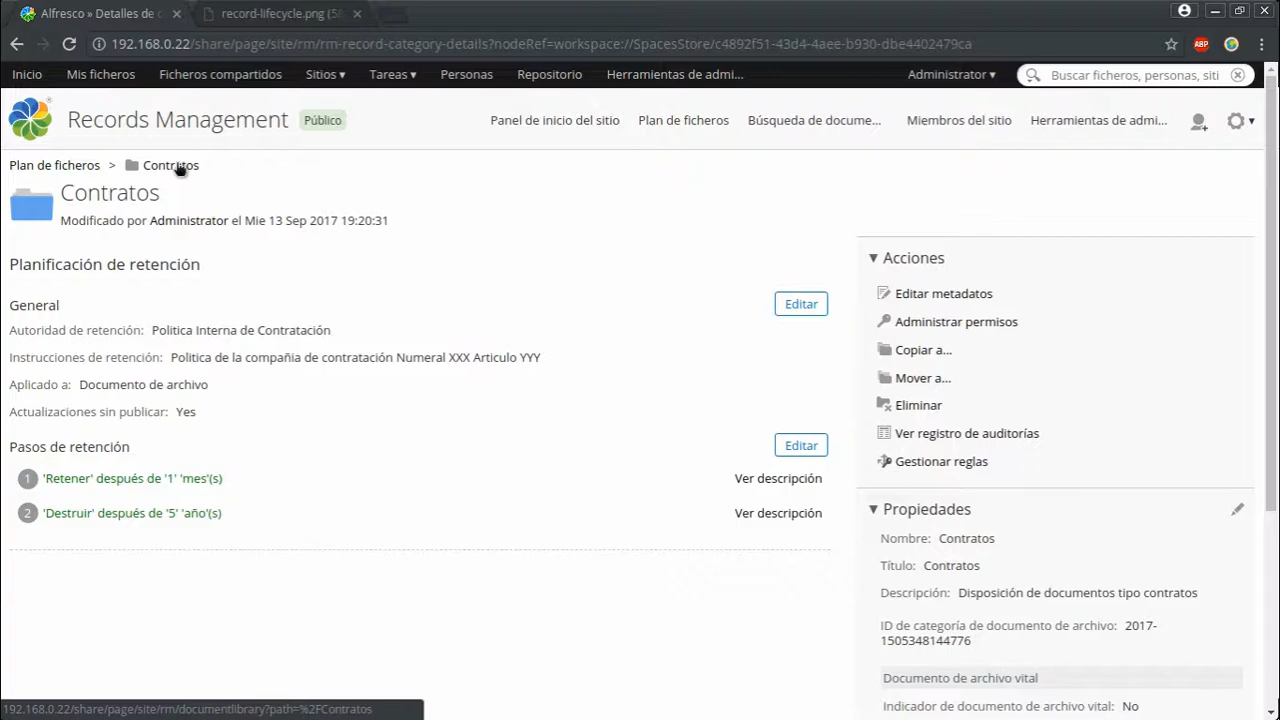 Alfresco » Detalles de c
record-lifecycle.png (58
192.168.0.22/share/page/site/rm/rm-record-category-details?nodeRef=workspace://SpacesStore/c4892f51-43d4-4aee-b930-dbe4402479ca
ABP
Inicio Mis ficheros Ficheros compartidos Sitios ▾ Tareas ▾ Personas Repositorio Herramientas de admi... Administrator ▾ Buscar ficheros, personas, siti
Records Management Público Panel de inicio del sitio Plan de ficheros Búsqueda de docume... Miembros del sitio Herramientas de admi...
Plan de ficheros > Contratos
Contratos
Modificado por Administrator el Mie 13 Sep 2017 19:20:31
Planificación de retención
General Editar
Autoridad de retención: Politica Interna de Contratación
Instrucciones de retención: Politica de la compañia de contratación Numeral XXX Articulo YYY
Aplicado a: Documento de archivo
Actualizaciones sin publicar: Yes
Pasos de retención Editar
1 'Retener' después de '1' 'mes'(s) Ver descripción
2 'Destruir' después de '5' 'año'(s) Ver descripción
▼ Acciones
Editar metadatos
Administrar permisos
Copiar a...
Mover a...
Eliminar
Ver registro de auditorías
Gestionar reglas
▼ Propiedades
Nombre: Contratos
Título: Contratos
Descripción: Disposición de documentos tipo contratos
ID de categoría de documento de archivo: 2017-
1505348144776
Documento de archivo vital
Indicador de documento de archivo vital: No
192.168.0.22/share/page/site/rm/documentlibrary?path=%2FContratos